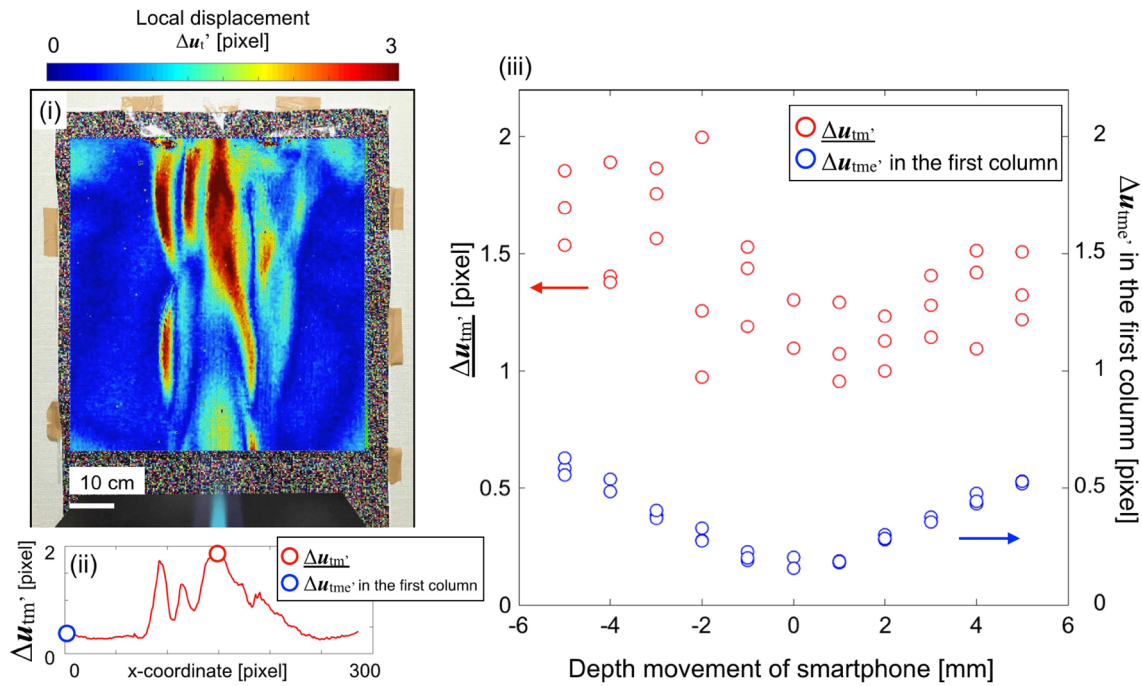 Local displacement
Δuₜ’ [pixel]
0
3
(i)
10 cm
(ii)
Δuₜₘ’ [pixel]
2
0
Δuₜₘ’
Δuₜₘₑ’ in the first column
0
x-coordinate [pixel]
300
(iii)
Δuₜₘ’
Δuₜₘₑ’ in the first column
Δuₜₘ’ [pixel]
2
1.5
1
0.5
0
-6
-4
-2
0
2
4
6
Depth movement of smartphone [mm]
2
1.5
1
0.5
0
Δuₜₘₑ’ in the first
column [pixel]